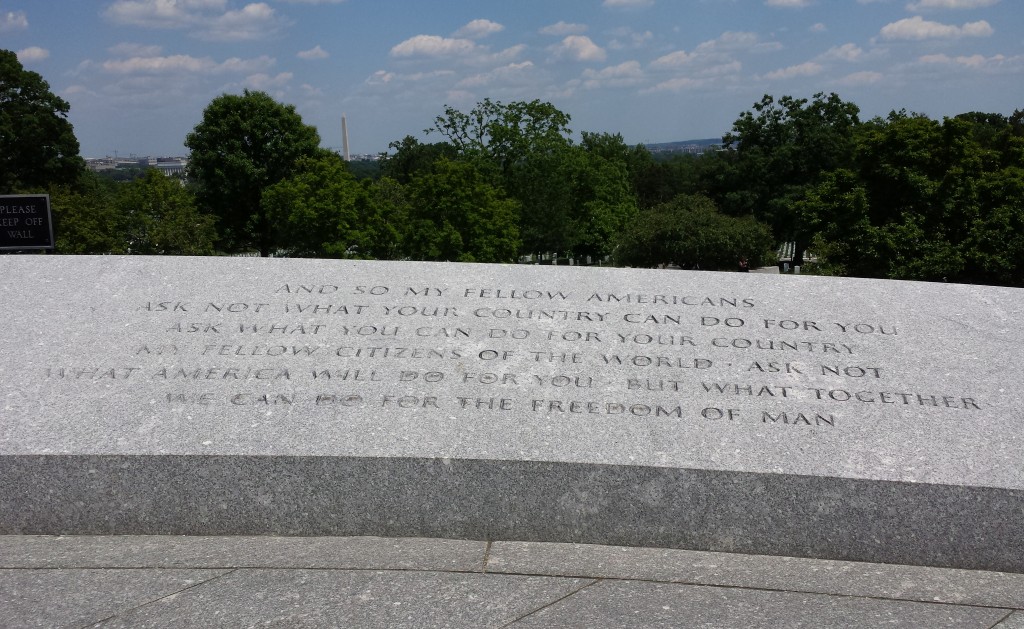 PLEASE
KEEP OFF
WALL
AND SO MY FELLOW AMERICANS
ASK NOT WHAT YOUR COUNTRY CAN DO FOR YOU
ASK WHAT YOU CAN DO FOR YOUR COUNTRY
MY FELLOW CITIZENS OF THE WORLD · ASK NOT
WHAT AMERICA WILL DO FOR YOU · BUT WHAT TOGETHER
WE CAN DO FOR THE FREEDOM OF MAN